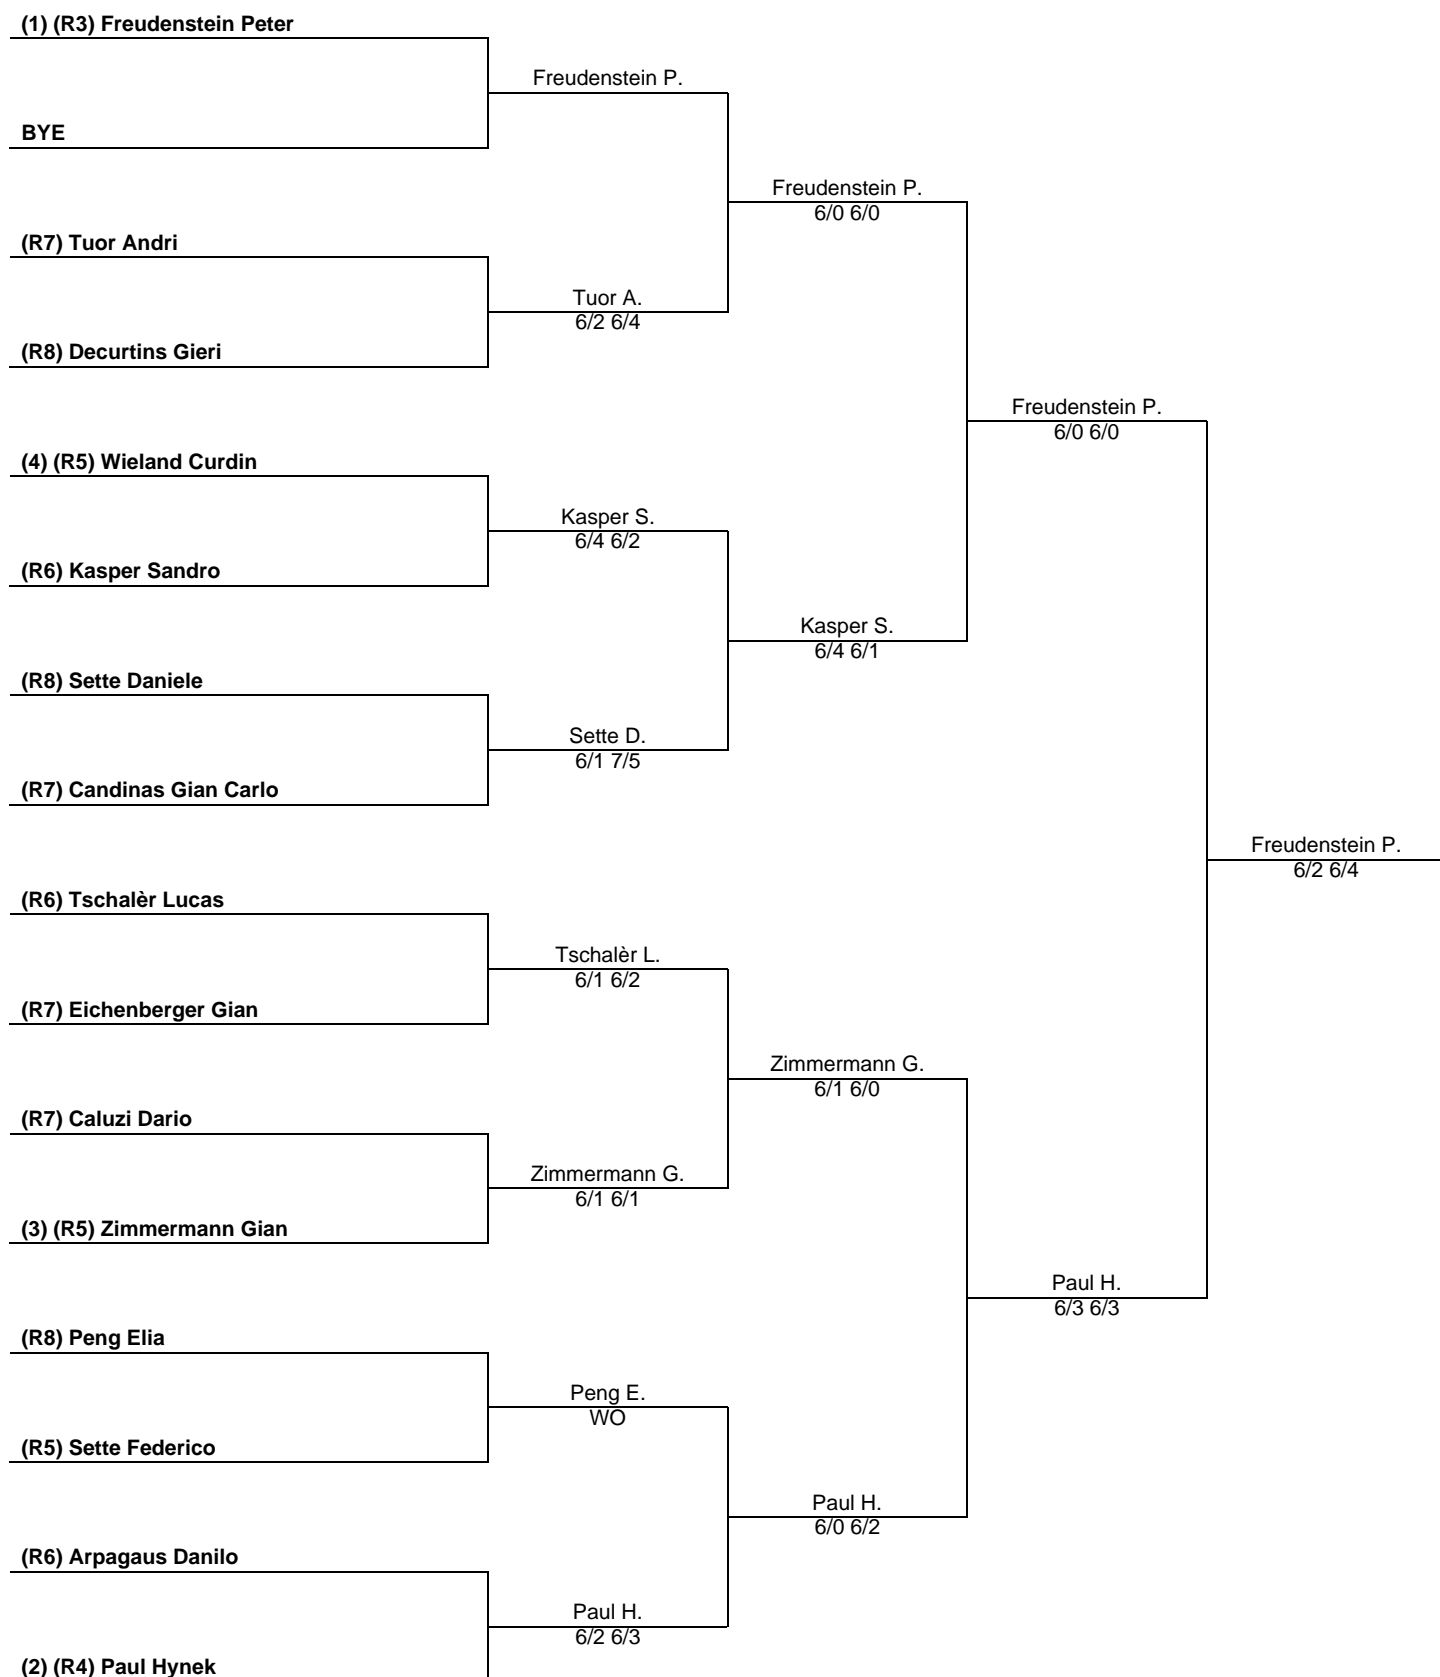 (1) (R3) Freudenstein Peter
Freudenstein P.
BYE
Freudenstein P.
6/0 6/0
(R7) Tuor Andri
Tuor A.
6/2 6/4
(R8) Decurtins Gieri
Freudenstein P.
6/0 6/0
(4) (R5) Wieland Curdin
Kasper S.
6/4 6/2
(R6) Kasper Sandro
Kasper S.
6/4 6/1
(R8) Sette Daniele
Sette D.
6/1 7/5
(R7) Candinas Gian Carlo
Freudenstein P.
6/2 6/4
(R6) Tschalèr Lucas
Tschalèr L.
6/1 6/2
(R7) Eichenberger Gian
Zimmermann G.
6/1 6/0
(R7) Caluzi Dario
Zimmermann G.
6/1 6/1
(3) (R5) Zimmermann Gian
Paul H.
6/3 6/3
(R8) Peng Elia
Peng E.
WO
(R5) Sette Federico
Paul H.
6/0 6/2
(R6) Arpagaus Danilo
Paul H.
6/2 6/3
(2) (R4) Paul Hynek